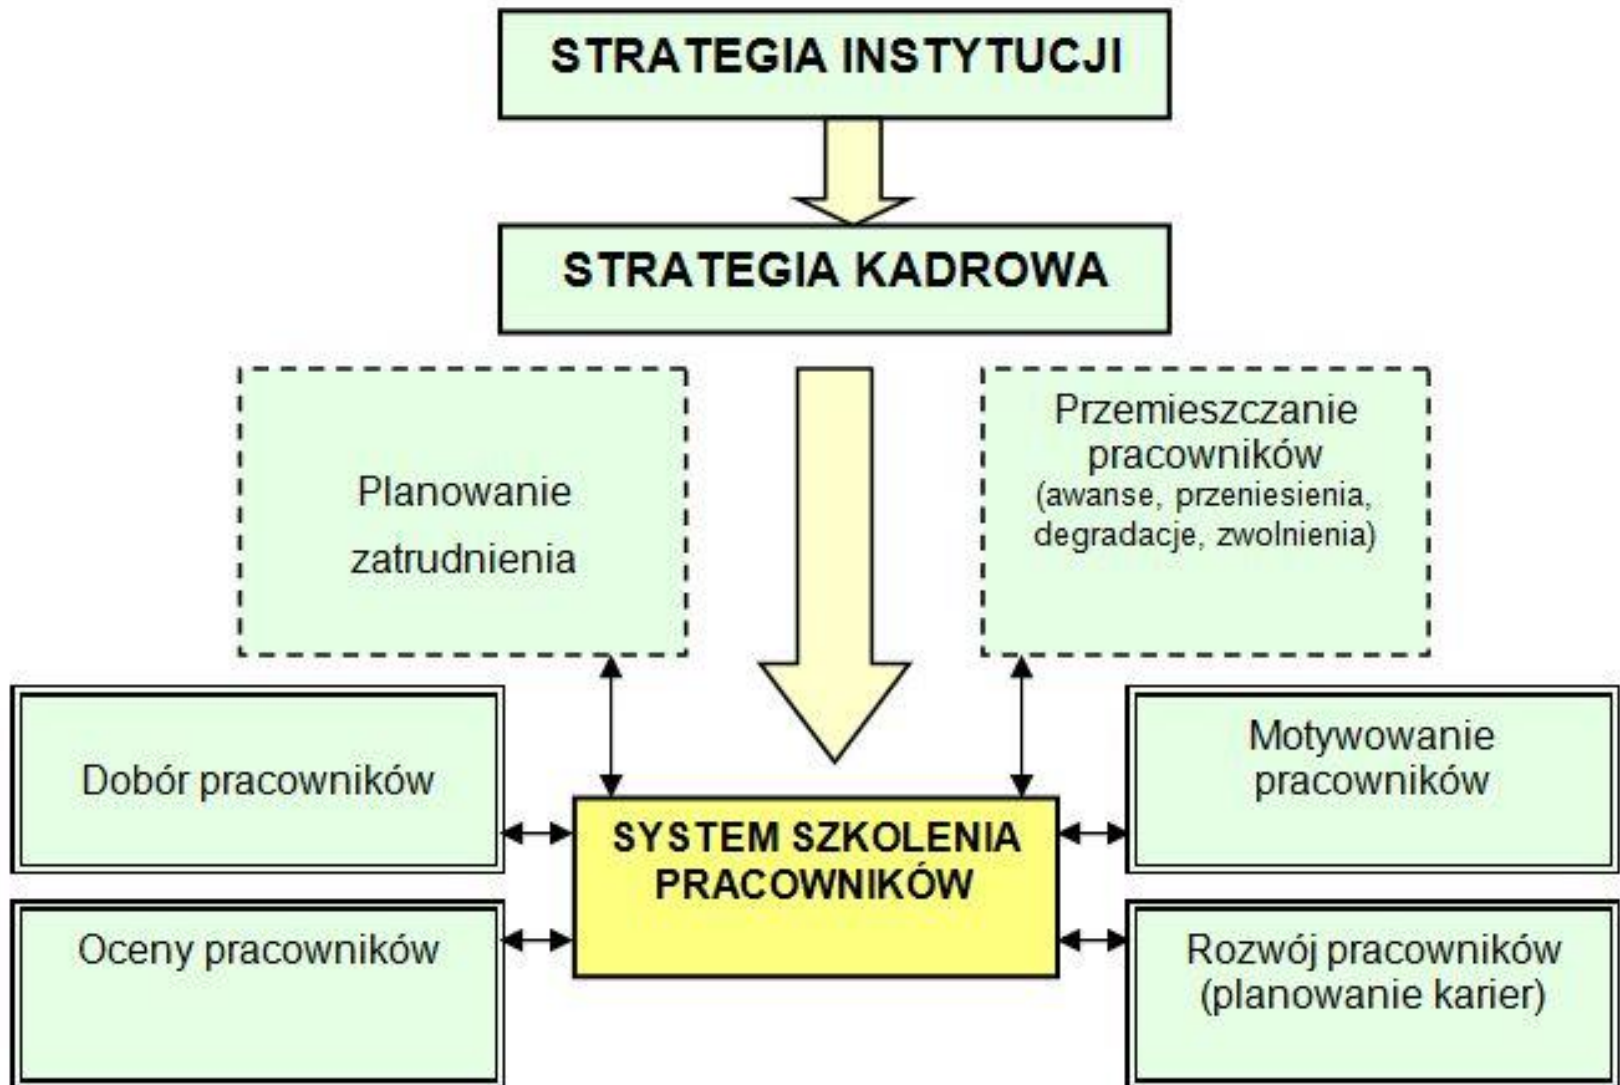 STRATEGIA INSTYTUCJI
STRATEGIA KADROWA
Planowanie
zatrudnienia
Przemieszczanie
pracowników
(awanse, przeniesienia,
degradacje, zwolnienia)
Dobór pracowników
Motywowanie
pracowników
SYSTEM SZKOLENIA
PRACOWNIKÓW
Oceny pracowników
Rozwój pracowników
(planowanie karier)